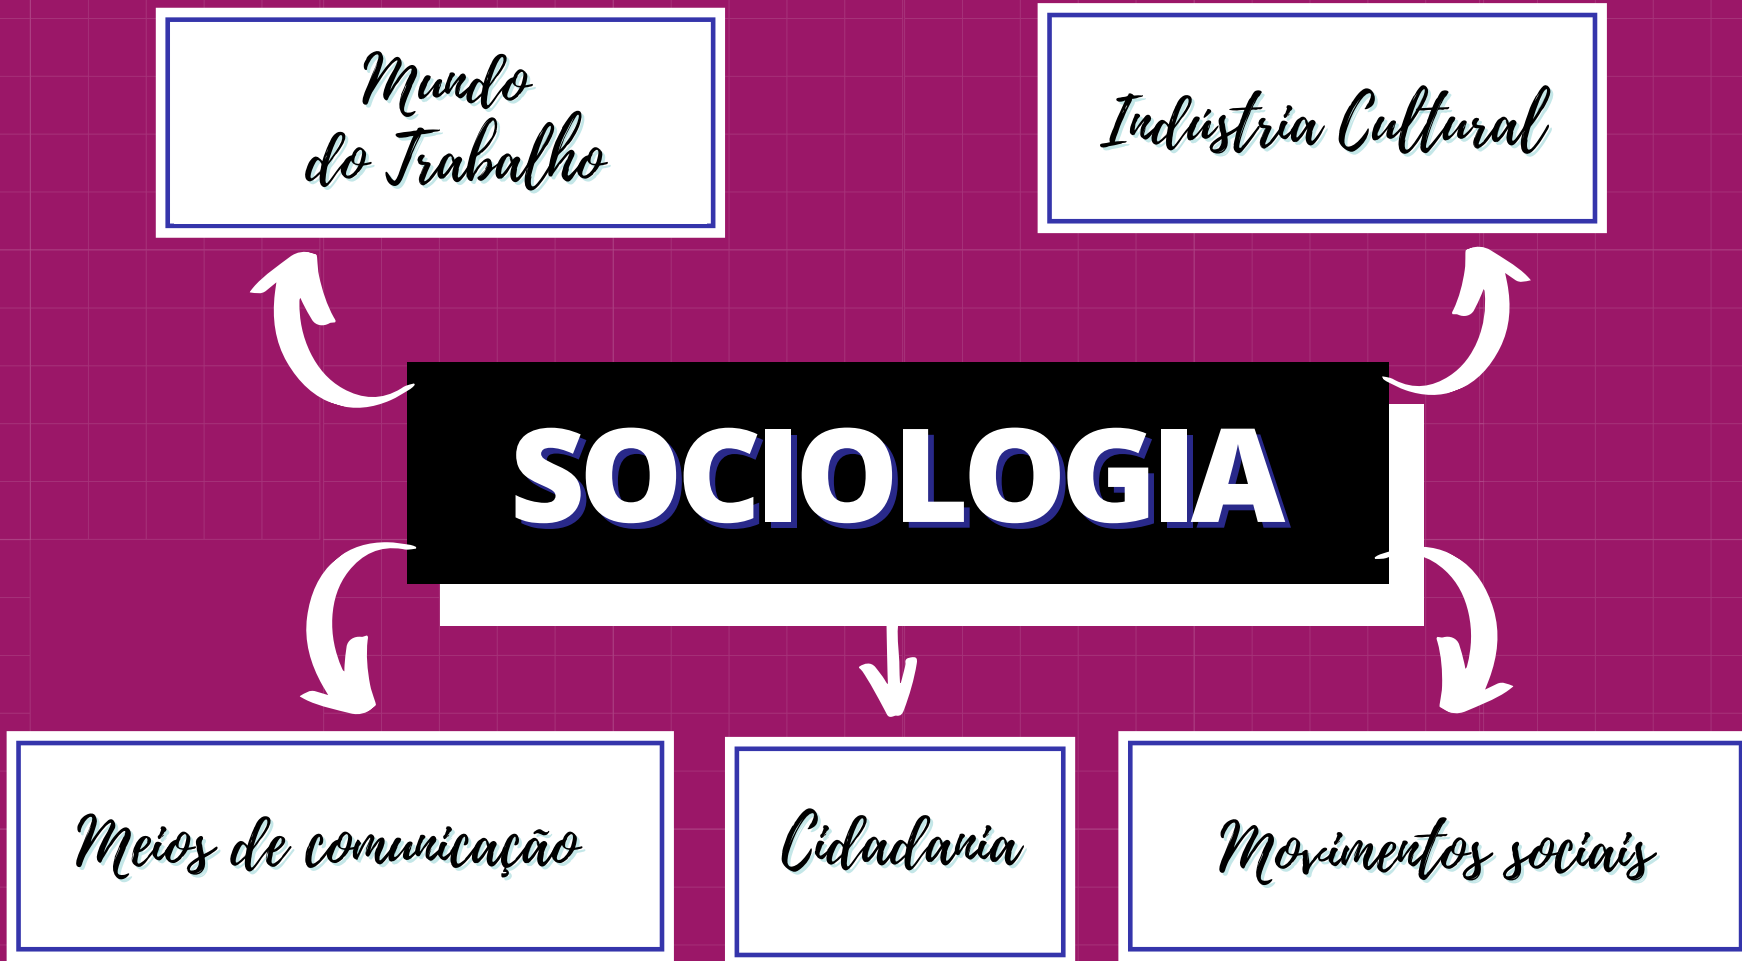 Mundo
do Trabalho
Indústria Cultural
SOCIOLOGIA
Meios de comunicação
Cidadania
Movimentos sociais